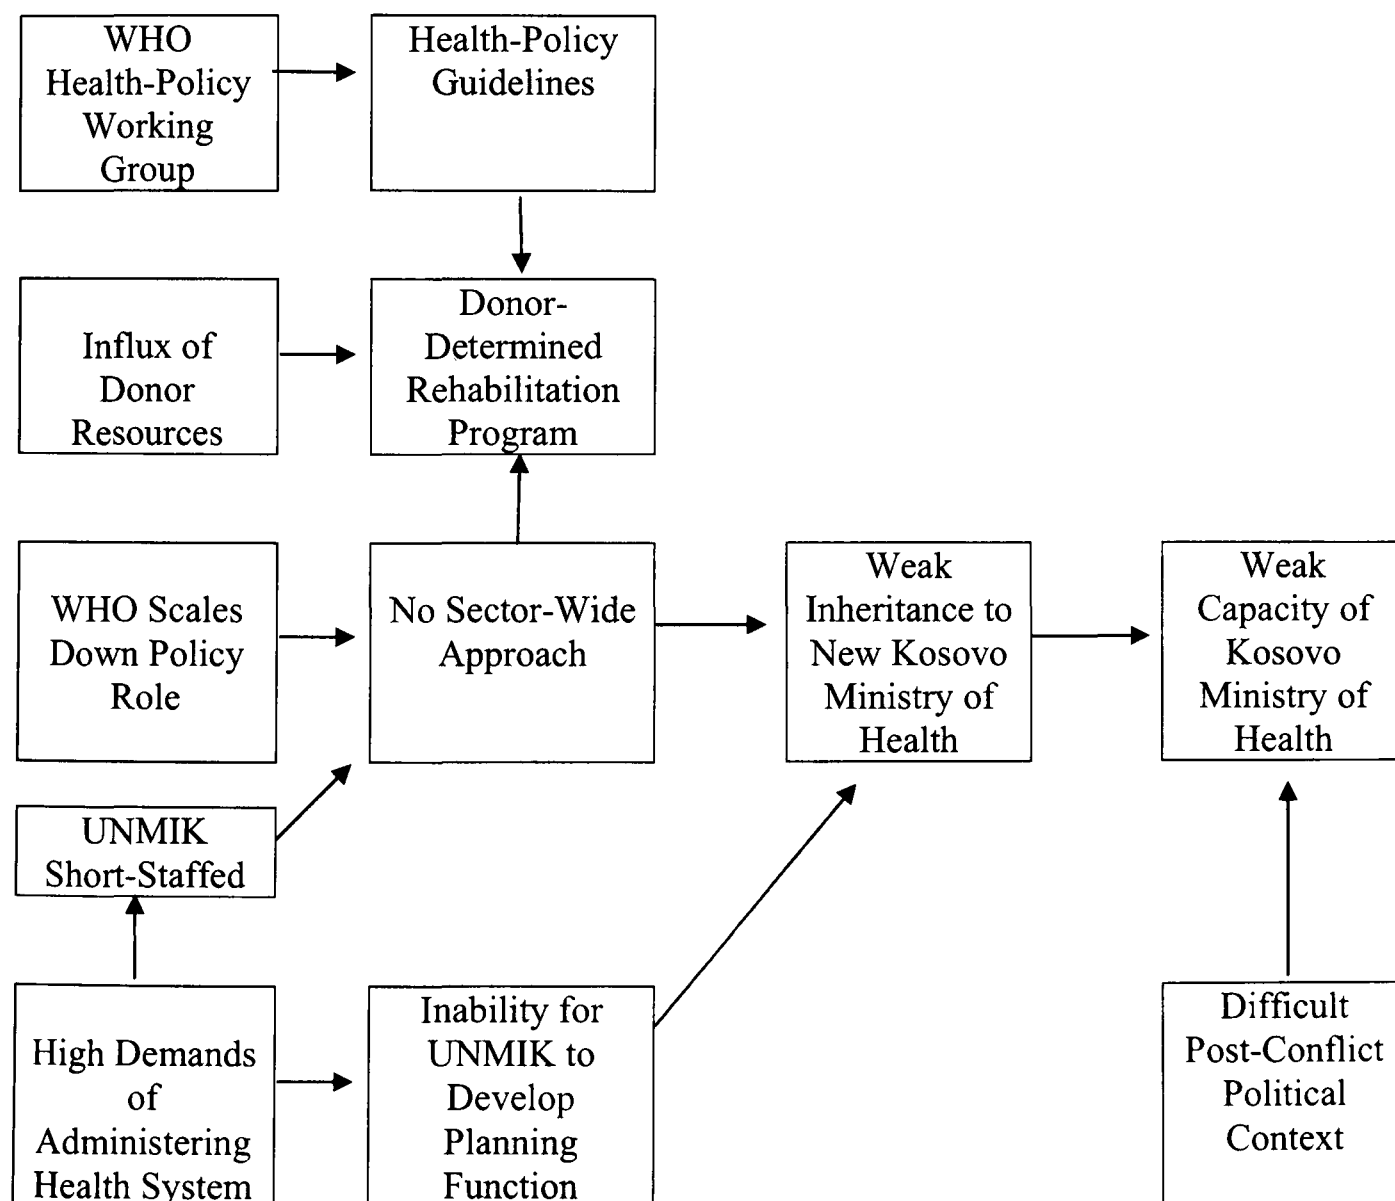 WHO
Health-Policy
Working
Group
Health-Policy
Guidelines
Influx of
Donor
Resources
Donor-
Determined
Rehabilitation
Program
WHO Scales
Down Policy
Role
No Sector-Wide
Approach
Weak
Inheritance to
New Kosovo
Ministry of
Health
Weak
Capacity of
Kosovo
Ministry of
Health
UNMIK
Short-Staffed
High Demands
of
Administering
Health System
Inability for
UNMIK to
Develop
Planning
Function
Difficult
Post-Conflict
Political
Context